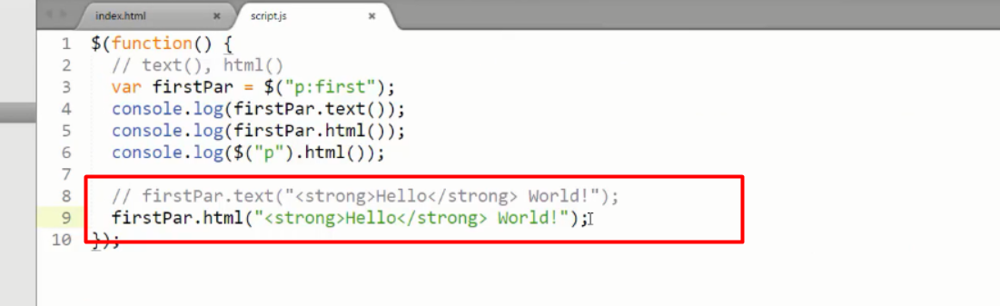 index.html × script.js ×
1 $(function() {
2 // text(), html()
3 var firstPar = $("p:first");
4 console.log(firstPar.text());
5 console.log(firstPar.html());
6 console.log($("p").html());
7
8 // firstPar.text("<strong>Hello</strong> World!");
9 firstPar.html("<strong>Hello</strong> World!");
10 });